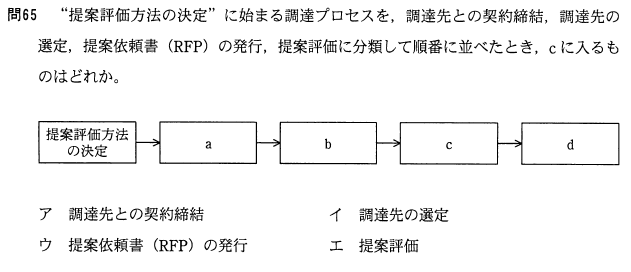 問65 “提案評価方法の決定”に始まる調達プロセスを，調達先との契約締結，調達先の
選定，提案依頼書（RFP）の発行，提案評価に分類して順番に並べたとき，cに入るも
のはどれか。
提案評価方法
の決定
a
b
c
d
ア 調達先との契約締結
イ 調達先の選定
ウ 提案依頼書（RFP）の発行
エ 提案評価